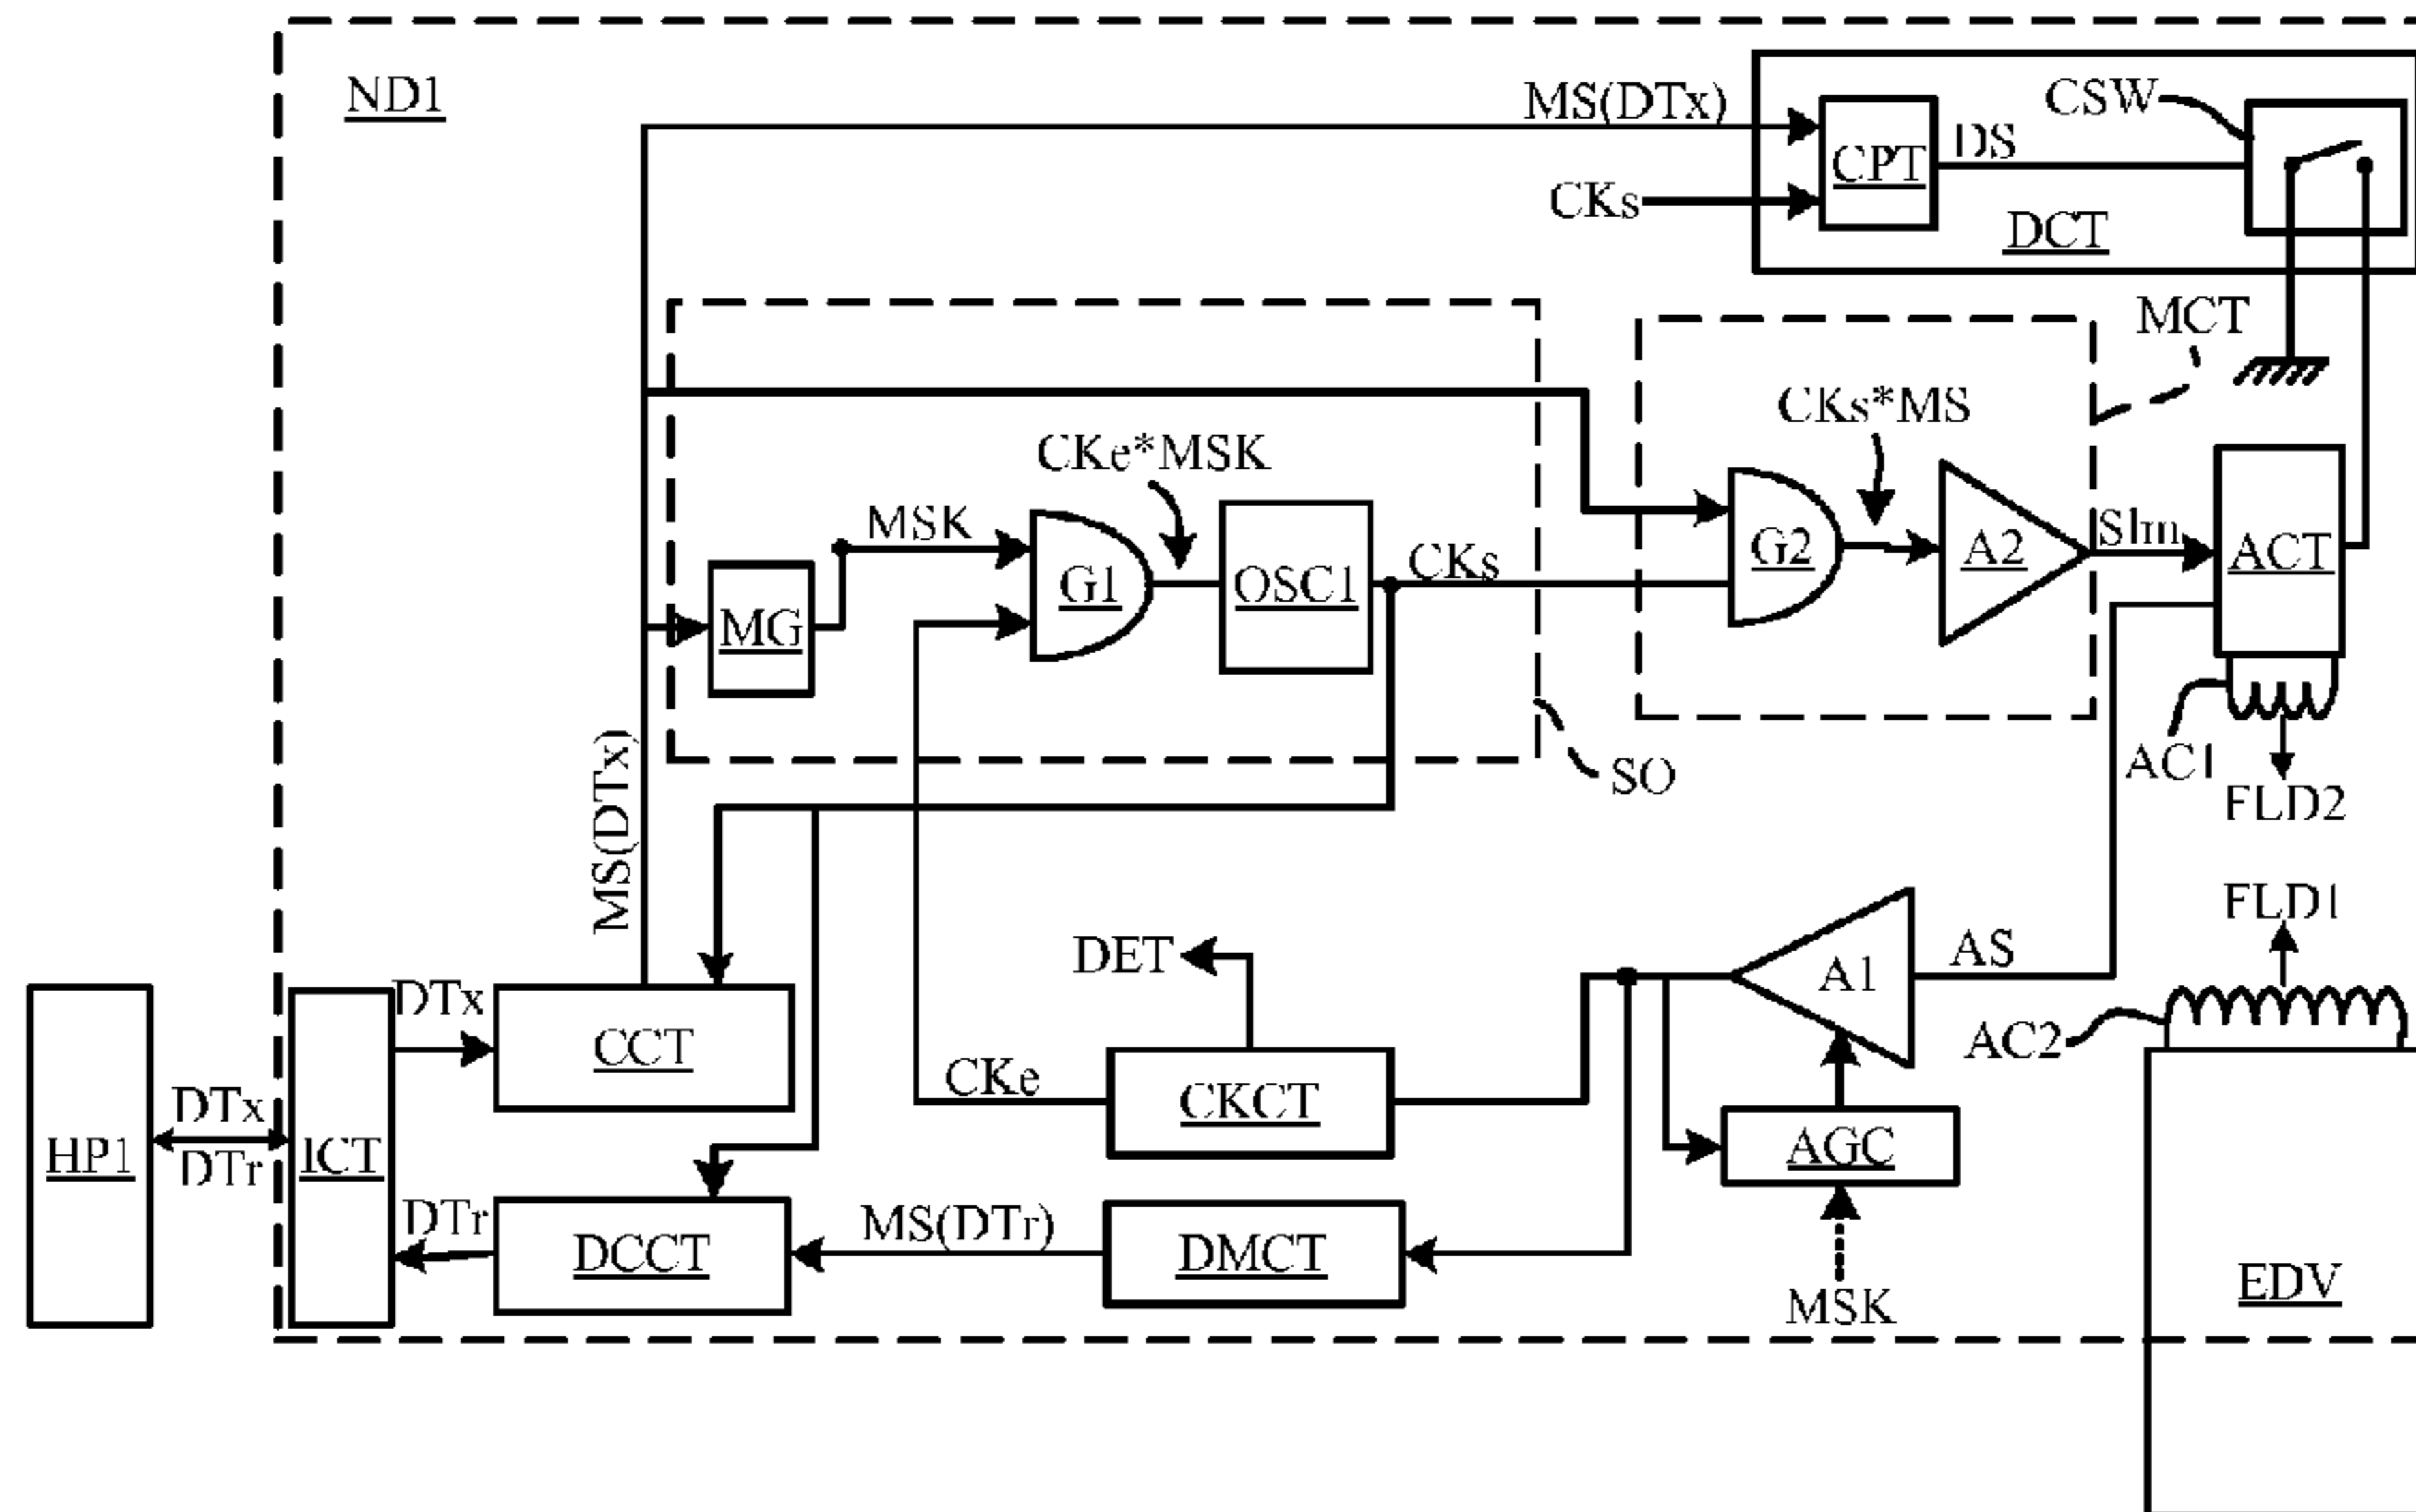 ND1
MS(DTx)
CSW
CPT
DS
CKs
DCT
MCT
CKs*MS
CKe*MSK
MSK
G1
OSC1
CKs
G2
A2
SIm
ACT
MG
MS(DTx)
SO
AC1
FLD2
FLD1
DET
A1
AS
DTx
CCT
CKe
CKCT
AC2
AGC
HP1
DTx
DTr
ICT
DTr
DCCT
MS(DTr)
DMCT
MSK
EDV